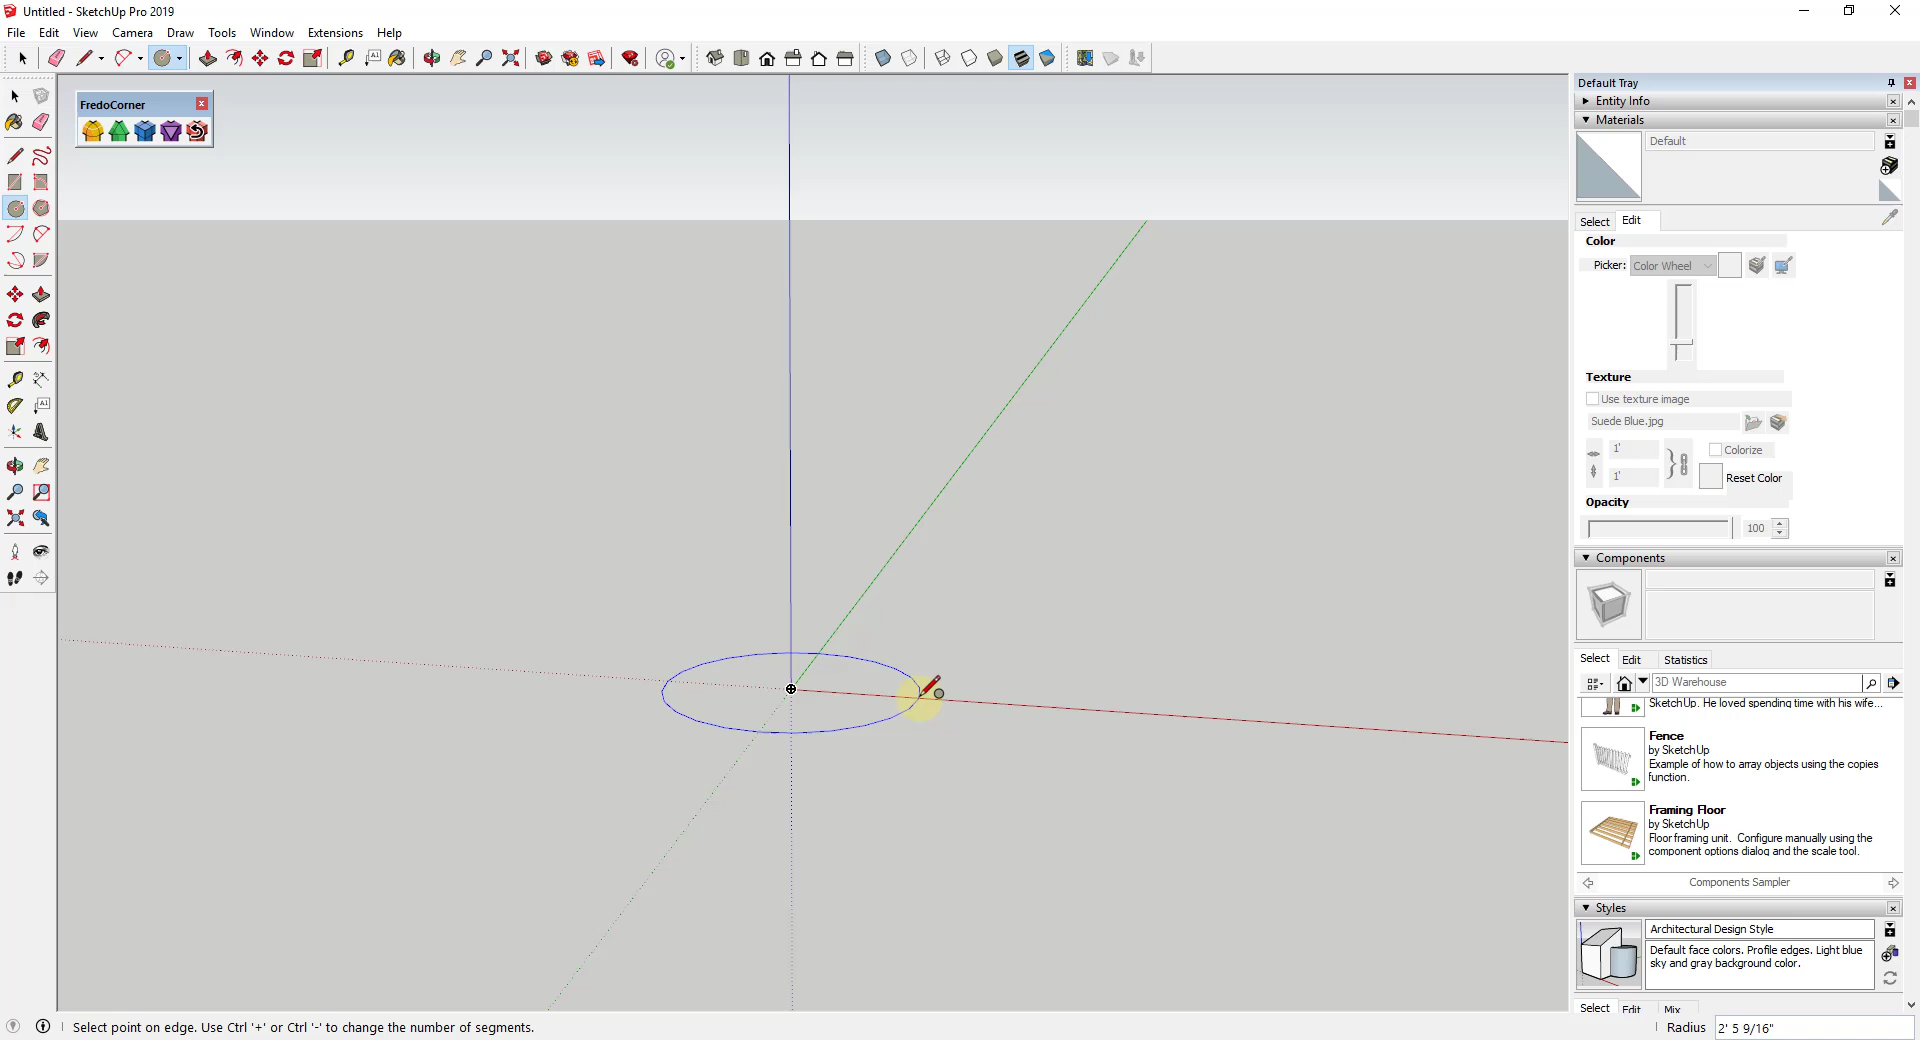 Untitled - SketchUp Pro 2019
File Edit View Camera Draw Tools Window Extensions Help
FredoCorner
Default Tray
Entity Info
Materials
Default
Select Edit
Color
Picker: Color Wheel
Texture
Use texture image
Suede Blue.jpg
1' Colorize
1' Reset Color
Opacity
100
Components
Select Edit Statistics
3D Warehouse
SketchUp. He loved spending time with his wife...
Fence
by SketchUp
Example of how to array objects using the copies
function.
Framing Floor
by SketchUp
Floor framing unit. Configure manually using the
component options dialog and the scale tool.
Components Sampler
Styles
Architectural Design Style
Default face colors. Profile edges. Light blue
sky and gray background color.
Select Edit Mix
Select point on edge. Use Ctrl '+' or Ctrl '-' to change the number of segments.
Radius 2' 5 9/16"